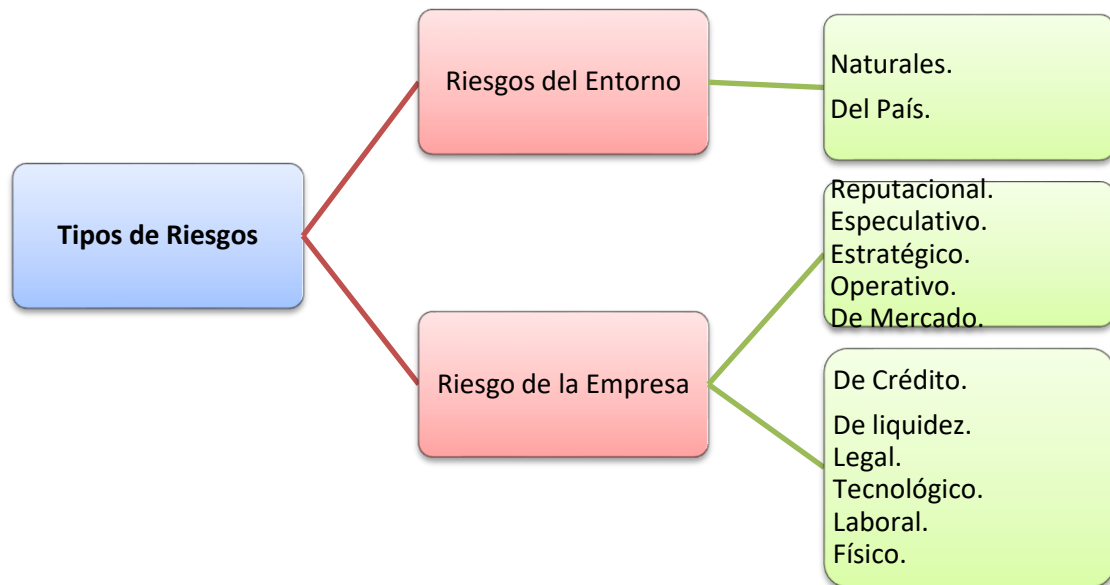 Tipos de Riesgos
Riesgos del Entorno
Naturales.
Del País.
Riesgo de la Empresa
Reputacional.
Especulativo.
Estratégico.
Operativo.
De Mercado.
De Crédito.
De liquidez.
Legal.
Tecnológico.
Laboral.
Físico.